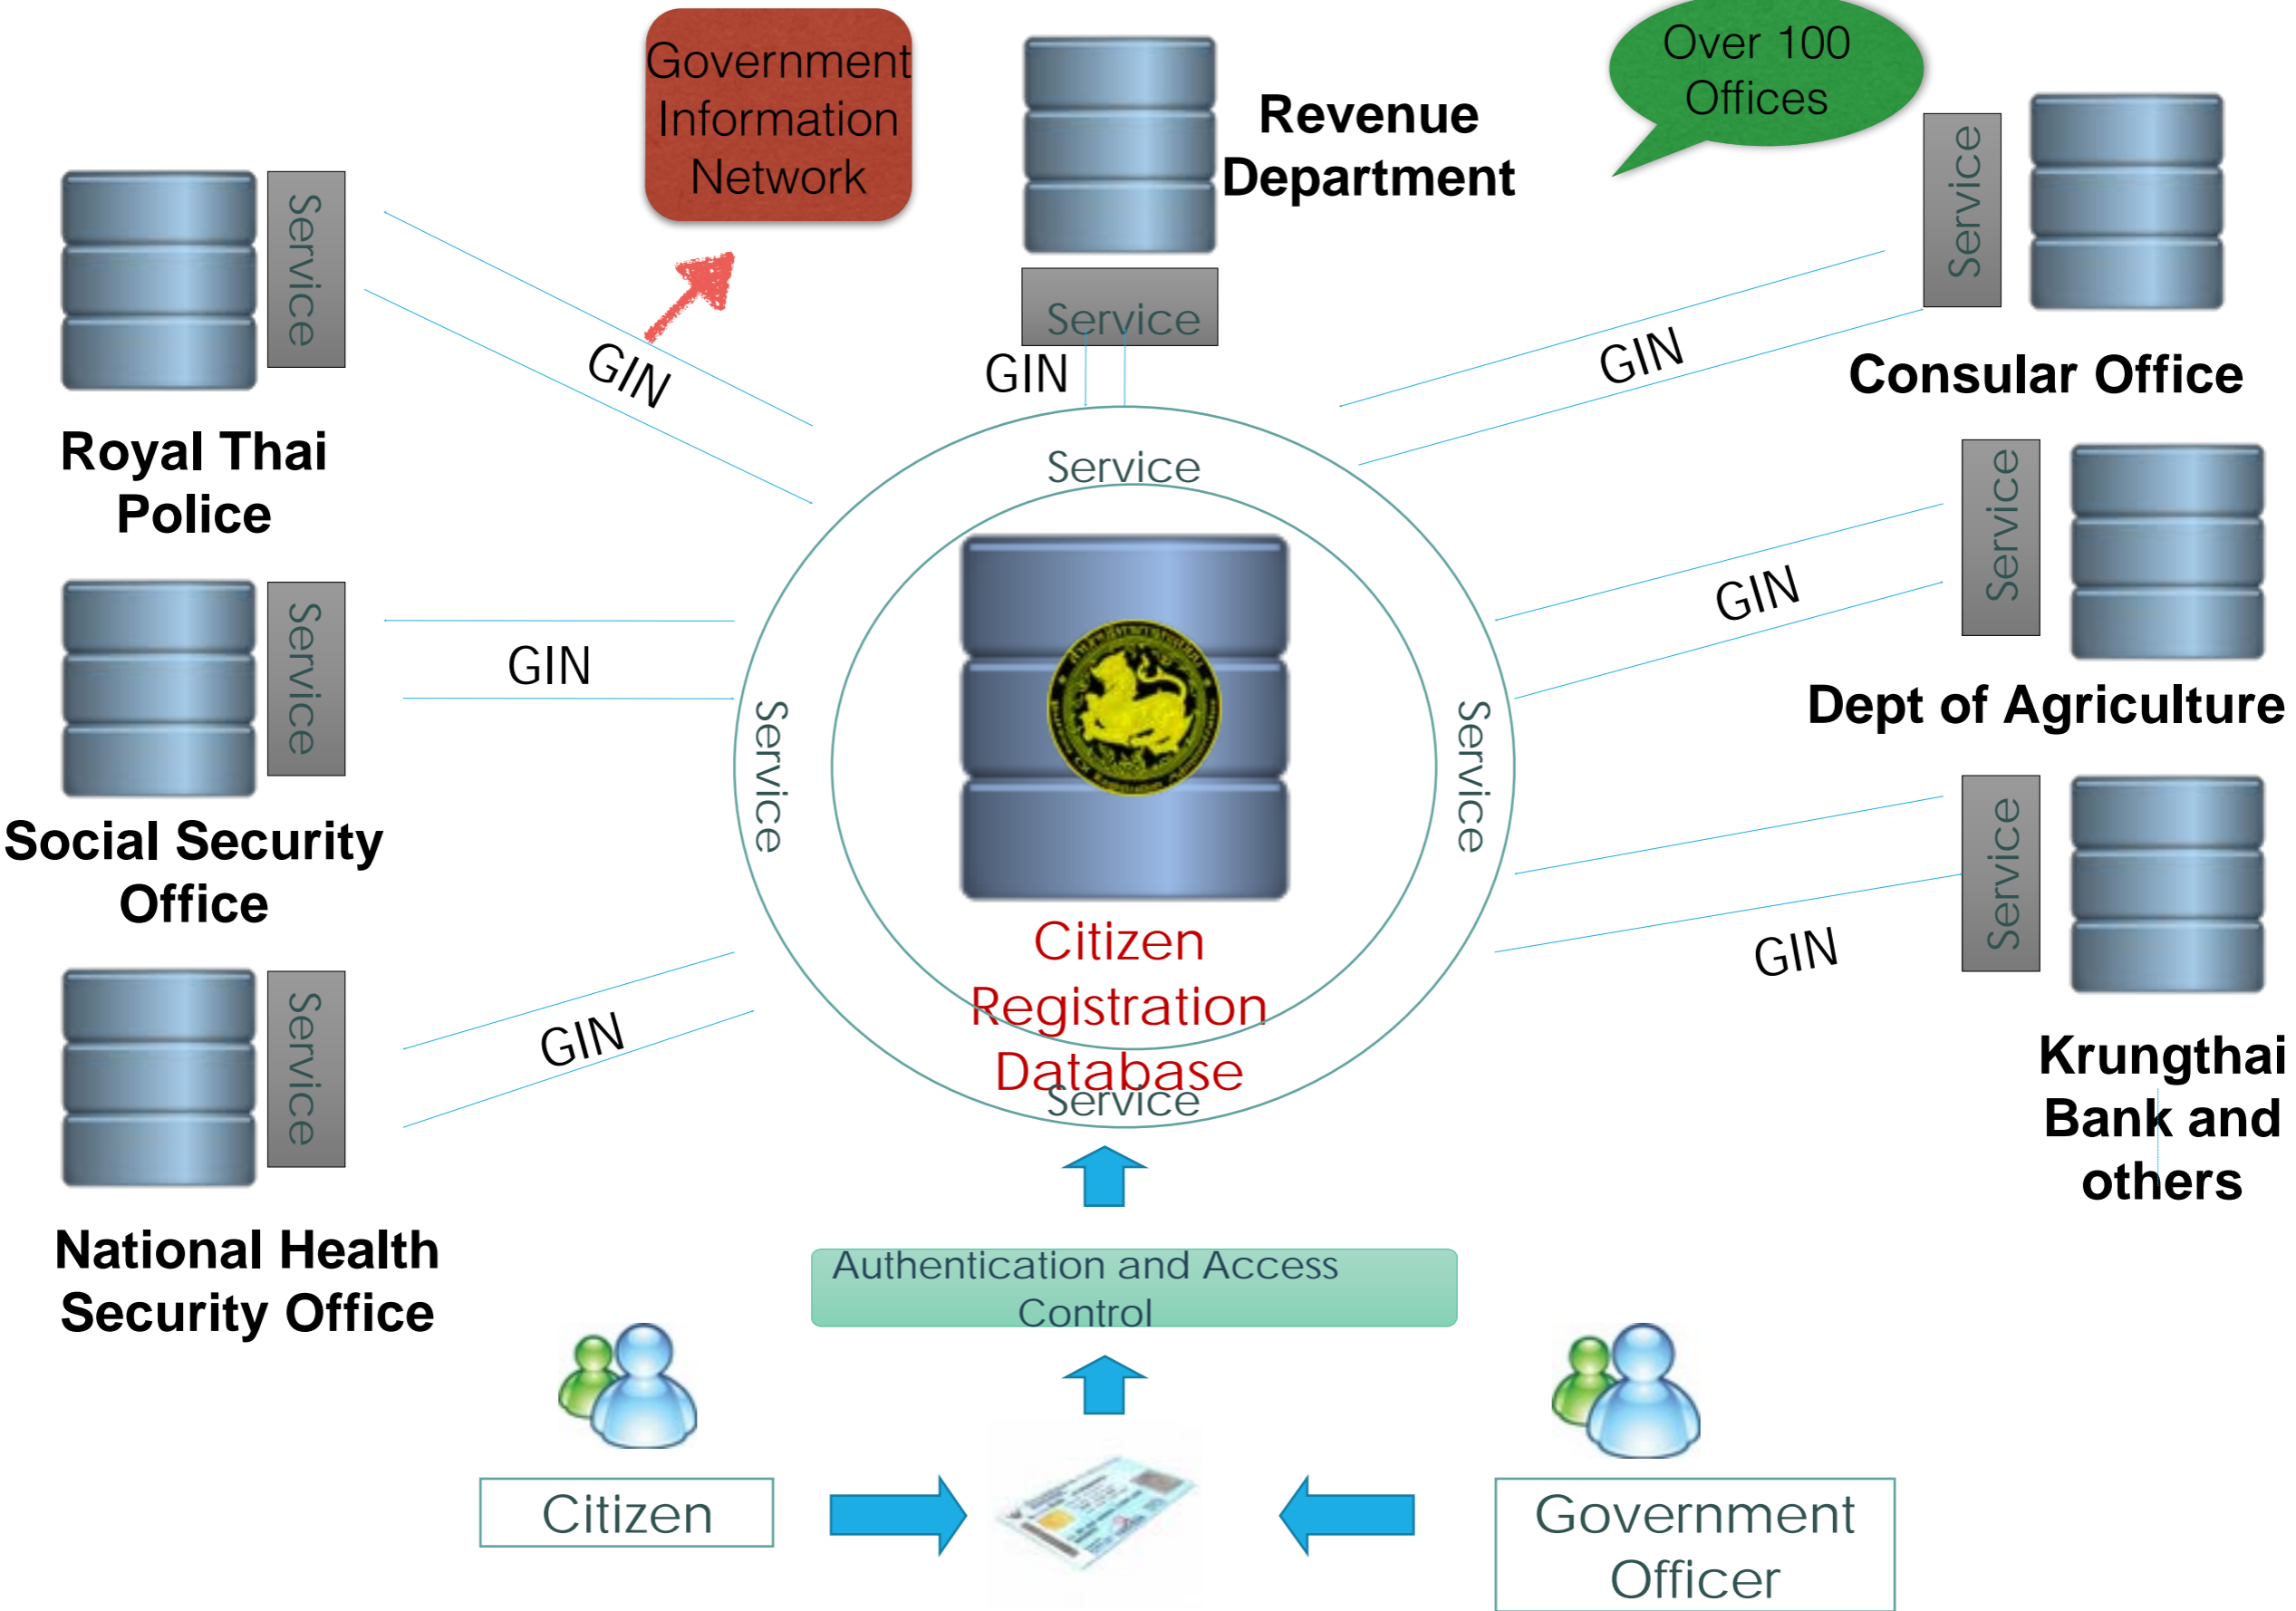 Government
Information
Network
Over 100
Offices
Revenue
Department
Service
Service
Service
GIN
GIN
GIN
Consular Office
Royal Thai
Police
Service
Service
GIN
Dept of Agriculture
Service
GIN
Service
Service
Social Security
Office
Service
GIN
Citizen
Registration
Database
Service
Service
GIN
Krungthai
Bank and
others
National Health
Security Office
Authentication and Access
Control
Citizen
Government
Officer